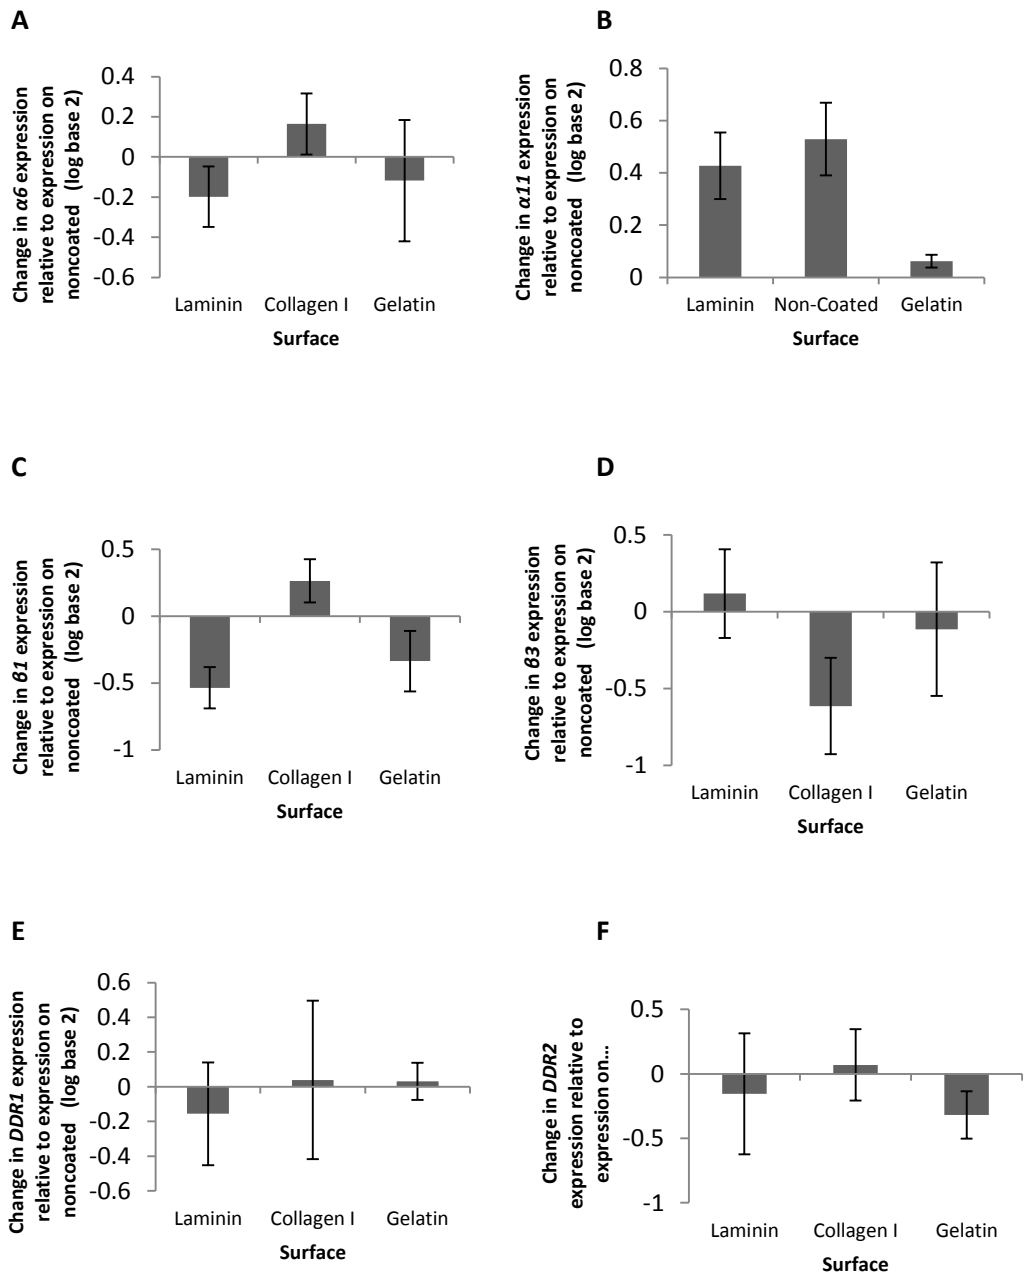 A
Change in α6 expression
relative to expression on
noncoated (log base 2)
0.4
0.2
0
-0.2
-0.4
-0.6
Laminin Collagen I Gelatin
Surface
B
Change in α11 expression
relative to expression on
noncoated (log base 2)
0.8
0.6
0.4
0.2
0
Laminin Non-Coated Gelatin
Surface
C
Change in β1 expression
relative to expression on
noncoated (log base 2)
0.5
0
-0.5
-1
Laminin Collagen I Gelatin
Surface
D
Change in β3 expression
relative to expression on
noncoated (log base 2)
0.5
0
-0.5
-1
Laminin Collagen I Gelatin
Surface
E
Change in DDR1 expression
relative to expression on
noncoated (log base 2)
0.6
0.4
0.2
0
-0.2
-0.4
-0.6
Laminin Collagen I Gelatin
Surface
F
Change in DDR2
expression relative to
expression on...
0.5
0
-0.5
-1
Laminin Collagen I Gelatin
Surface